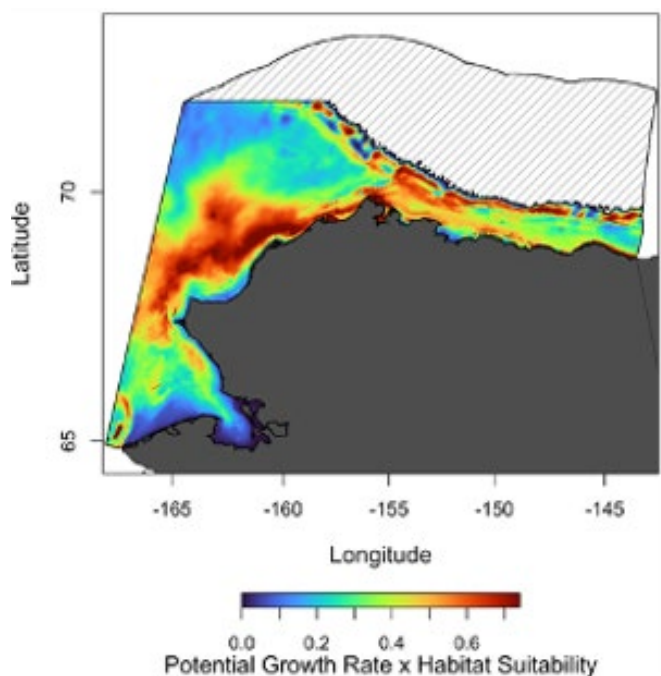 70
65
Latitude
-165 -160 -155 -150 -145
Longitude
0.0 0.2 0.4 0.6
Potential Growth Rate x Habitat Suitability